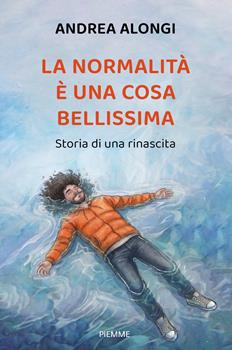 ANDREA ALONGI
LA NORMALITÀ
È UNA COSA
BELLISSIMA
Storia di una rinascita
PIEMME